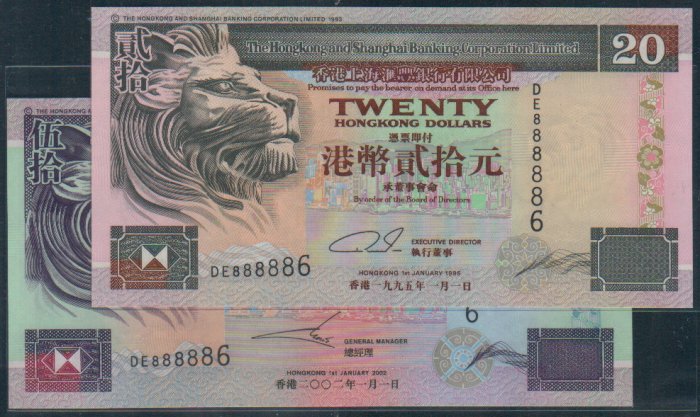 © THE HONGKONG AND SHANGHAI BANKING CORPORATION LIMITED 1993
貳拾
The Hongkong and Shanghai Banking Corporation Limited
20
香港上海滙豐銀行有限公司
Promises to pay the bearer on demand at its Office here
TWENTY
HONGKONG DOLLARS
憑票即付
港幣貳拾元
承董事會命
By order of the Board of Directors
DE888886
EXECUTIVE DIRECTOR
執行董事
DE888886
HONGKONG 1st JANUARY 1995
香港一九九五年一月一日
© THE HONGKONG AND
伍拾
6
GENERAL MANAGER
總經理
DE888886
HONGKONG 1st JANUARY 2002
香港二〇〇二年一月一日